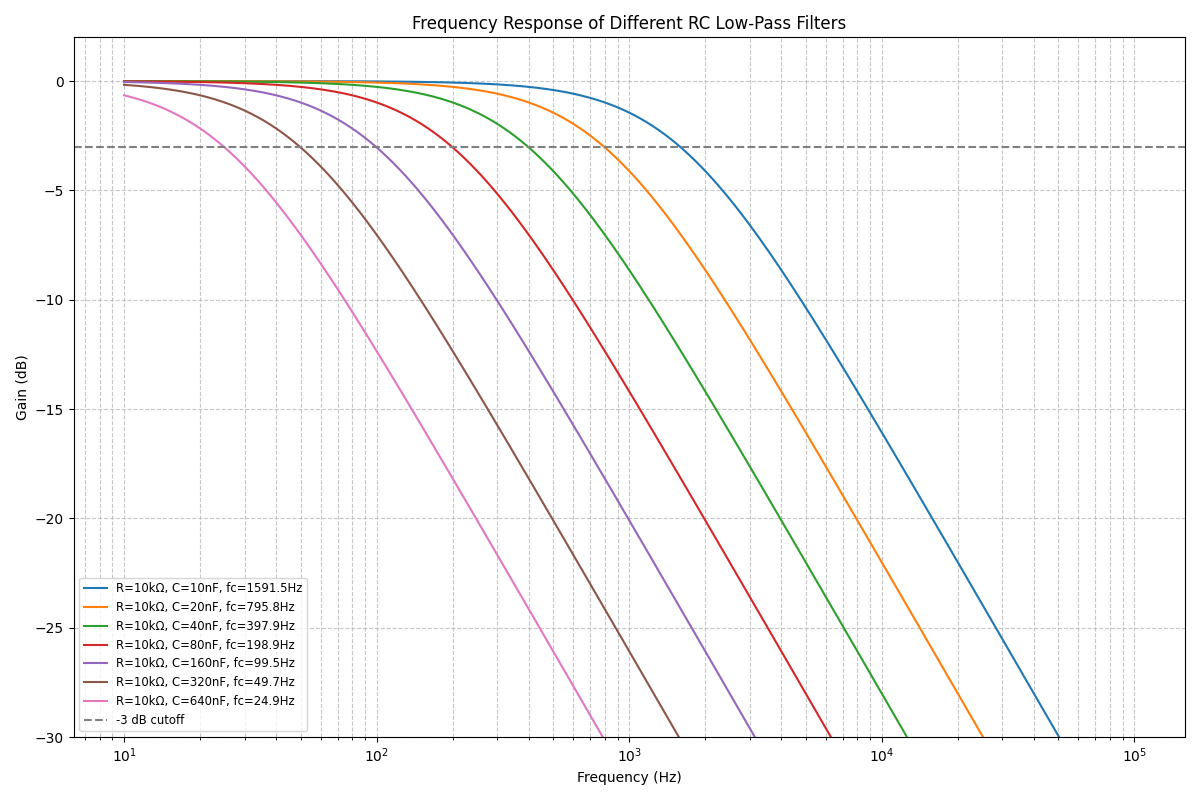 Frequency Response of Different RC Low-Pass Filters
Gain (dB)
0
−5
−10
−15
−20
−25
−30
R=10kΩ, C=10nF, fc=1591.5Hz
R=10kΩ, C=20nF, fc=795.8Hz
R=10kΩ, C=40nF, fc=397.9Hz
R=10kΩ, C=80nF, fc=198.9Hz
R=10kΩ, C=160nF, fc=99.5Hz
R=10kΩ, C=320nF, fc=49.7Hz
R=10kΩ, C=640nF, fc=24.9Hz
-3 dB cutoff
10¹ 10² 10³ 10⁴ 10⁵
Frequency (Hz)